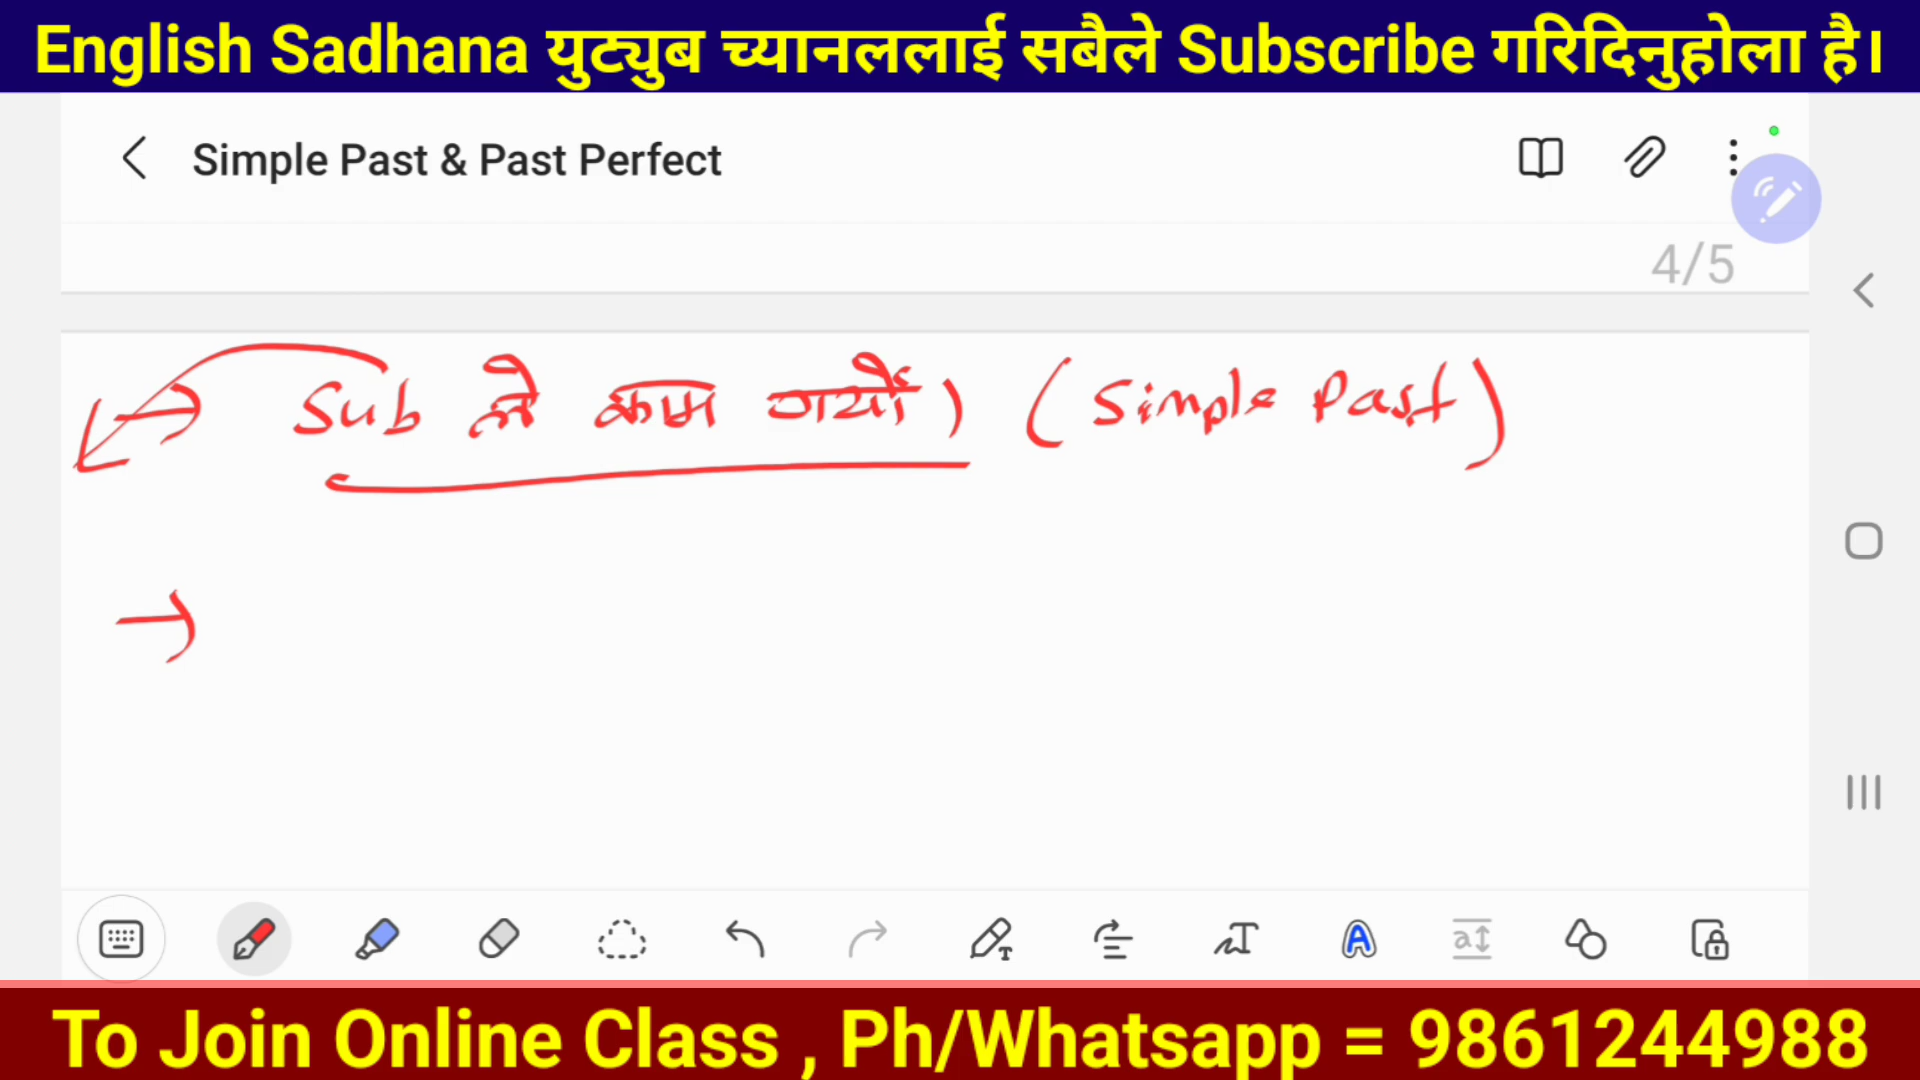 English Sadhana युट्युब च्यानललाई सबैले Subscribe गरिदिनुहोला है।
Simple Past & Past Perfect
4/5
→ Sub ले काम गर्यो। (Simple Past)
→
To Join Online Class , Ph/Whatsapp = 9861244988